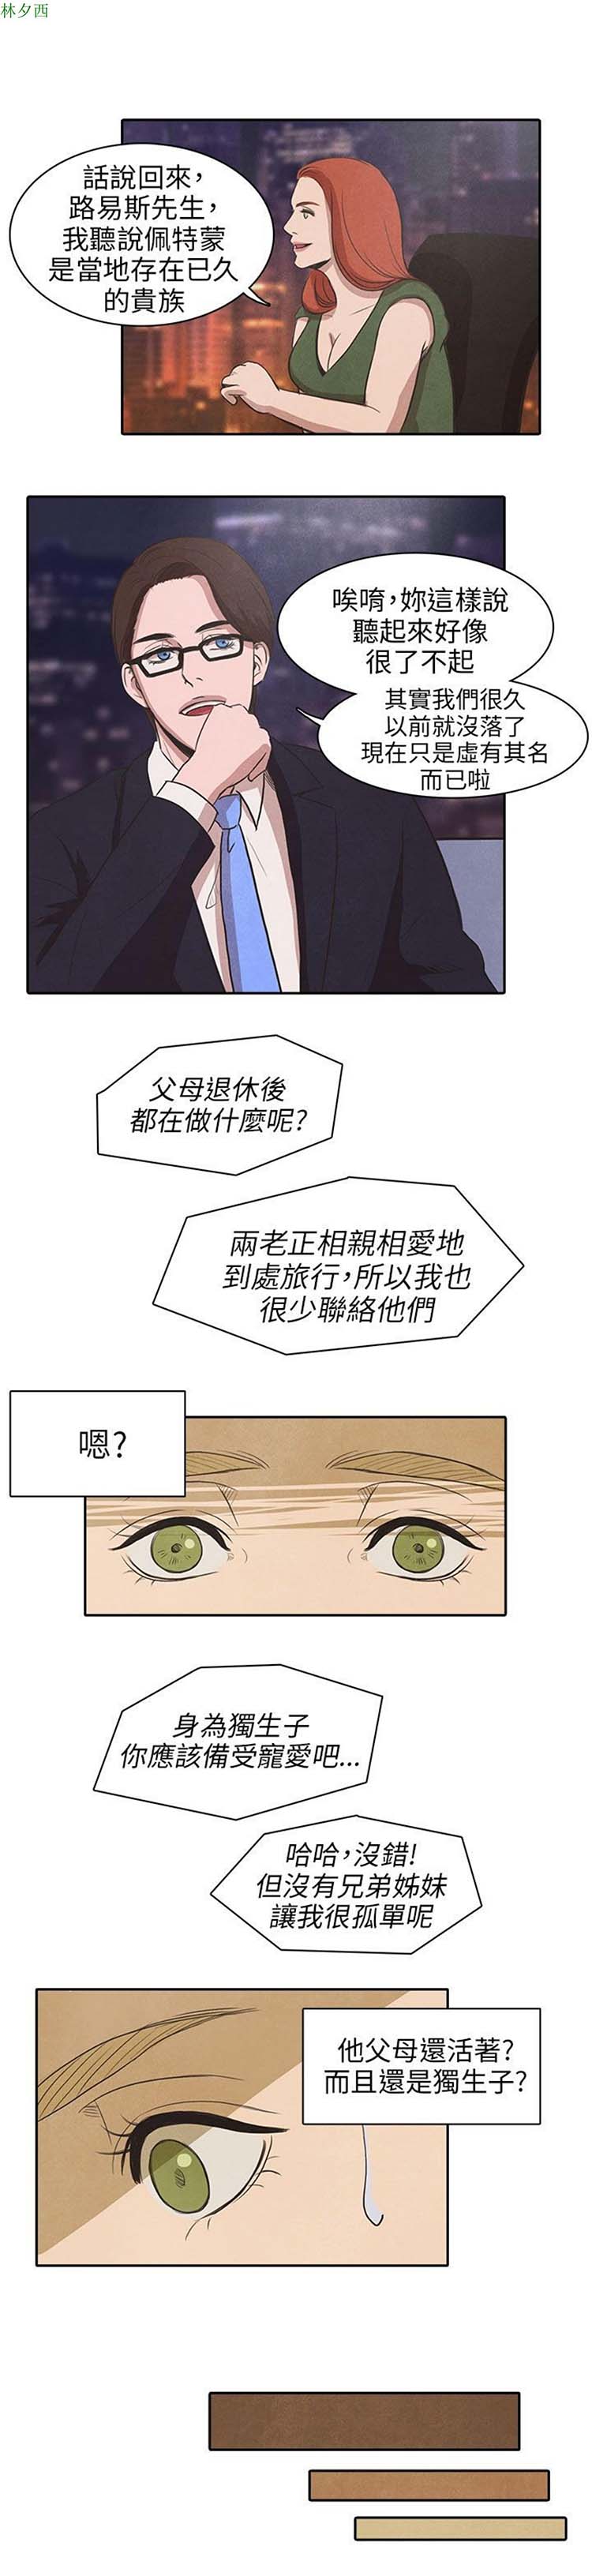 林夕西
話說回來，
路易斯先生，
我聽說佩特蒙
是當地存在已久
的貴族
唉唷，妳這樣說
聽起來好像
很了不起
其實我們很久
以前就沒落了
現在只是虛有其名
而已啦
父母退休後
都在做什麼呢?
兩老正相親相愛地
到處旅行，所以我也
很少聯絡他們
嗯?
身為獨生子
你應該備受寵愛吧...
哈哈，沒錯!
但沒有兄弟姊妹
讓我很孤單呢
他父母還活著?
而且還是獨生子?